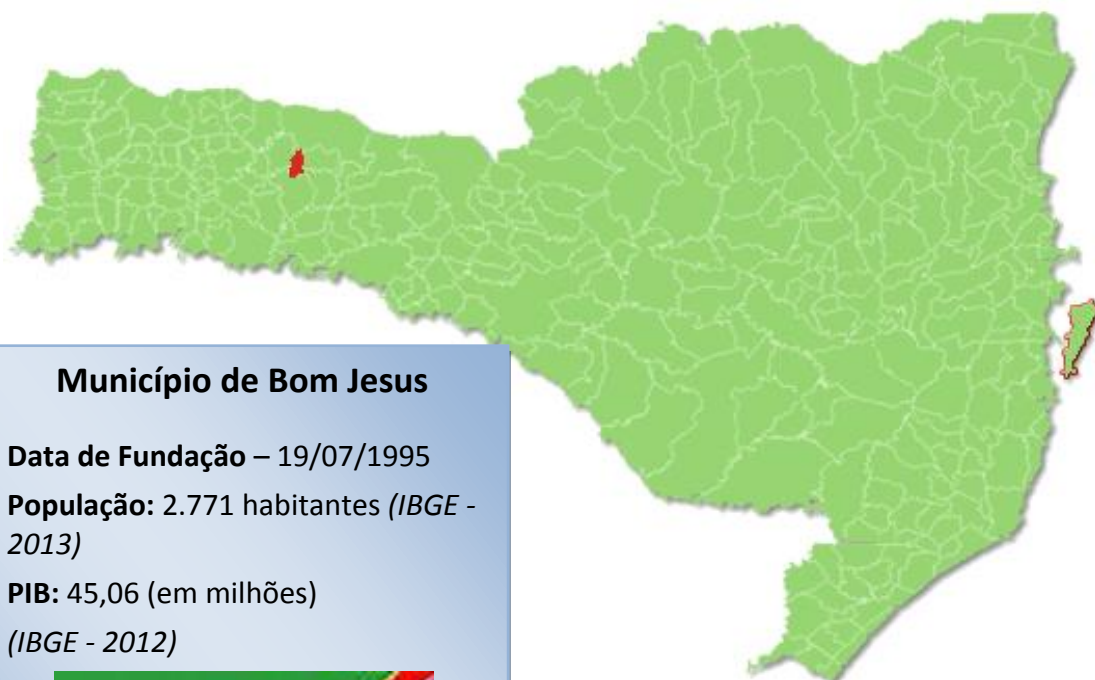 Município de Bom Jesus
Data de Fundação – 19/07/1995
População: 2.771 habitantes (IBGE -
2013)
PIB: 45,06 (em milhões)
(IBGE - 2012)